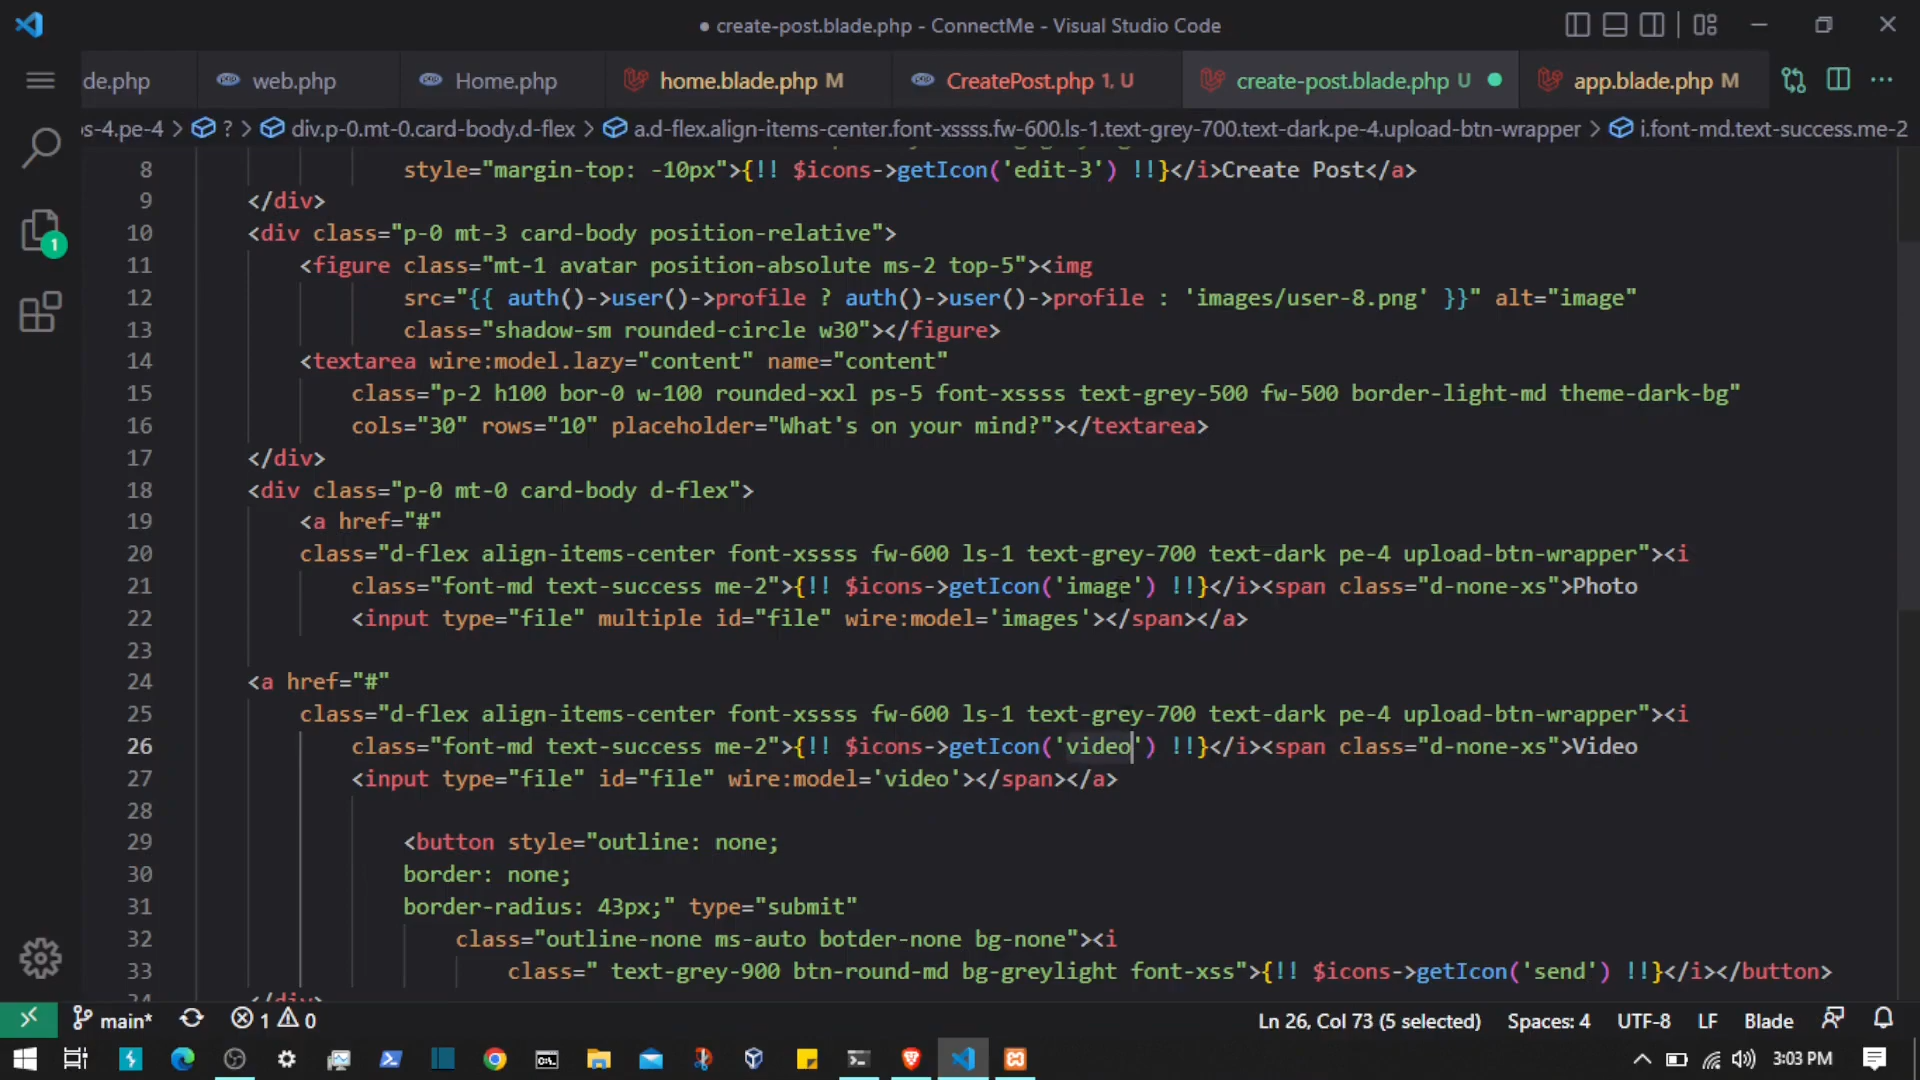 ● create-post.blade.php - ConnectMe - Visual Studio Code
de.php web.php Home.php home.blade.php M CreatePost.php 1, U create-post.blade.php U ● app.blade.php M
os-4.pe-4 > ? > div.p-0.mt-0.card-body.d-flex > a.d-flex.align-items-center.font-xssss.fw-600.ls-1.text-grey-700.text-dark.pe-4.upload-btn-wrapper > i.font-md.text-success.me-2
8 style="margin-top: -10px">{!! $icons->getIcon('edit-3') !!}</i>Create Post</a>
9 </div>
10 <div class="p-0 mt-3 card-body position-relative">
11 <figure class="mt-1 avatar position-absolute ms-2 top-5"><img
12 src="{{ auth()->user()->profile ? auth()->user()->profile : 'images/user-8.png' }}" alt="image"
13 class="shadow-sm rounded-circle w30"></figure>
14 <textarea wire:model.lazy="content" name="content"
15 class="p-2 h100 bor-0 w-100 rounded-xxl ps-5 font-xssss text-grey-500 fw-500 border-light-md theme-dark-bg"
16 cols="30" rows="10" placeholder="What's on your mind?"></textarea>
17 </div>
18 <div class="p-0 mt-0 card-body d-flex">
19 <a href="#"
20 class="d-flex align-items-center font-xssss fw-600 ls-1 text-grey-700 text-dark pe-4 upload-btn-wrapper"><i
21 class="font-md text-success me-2">{!! $icons->getIcon('image') !!}</i><span class="d-none-xs">Photo
22 <input type="file" multiple id="file" wire:model='images'></span></a>
23
24 <a href="#"
25 class="d-flex align-items-center font-xssss fw-600 ls-1 text-grey-700 text-dark pe-4 upload-btn-wrapper"><i
26 class="font-md text-success me-2">{!! $icons->getIcon('video') !!}</i><span class="d-none-xs">Video
27 <input type="file" id="file" wire:model='video'></span></a>
28
29 <button style="outline: none;
30 border: none;
31 border-radius: 43px;" type="submit"
32 class="outline-none ms-auto botder-none bg-none"><i
33 class=" text-grey-900 btn-round-md bg-greylight font-xss">{!! $icons->getIcon('send') !!}</i></button>
34 </div>
1
main* 1 0 Ln 26, Col 73 (5 selected) Spaces: 4 UTF-8 LF Blade
3:03 PM